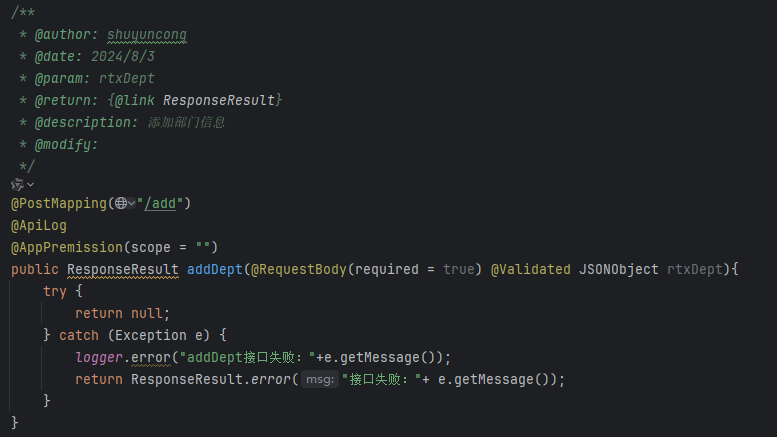 /**
* @author: shuyuncong
* @date: 2024/8/3
* @param: rtxDept
* @return: {@link ResponseResult}
* @description: 添加部门信息
* @modify:
*/
@PostMapping("/add")
@ApiLog
@AppPremission(scope = "")
public ResponseResult addDept(@RequestBody(required = true) @Validated JSONObject rtxDept){
try {
return null;
} catch (Exception e) {
logger.error("addDept接口失败："+e.getMessage());
return ResponseResult.error( msg: "接口失败："+ e.getMessage());
}
}